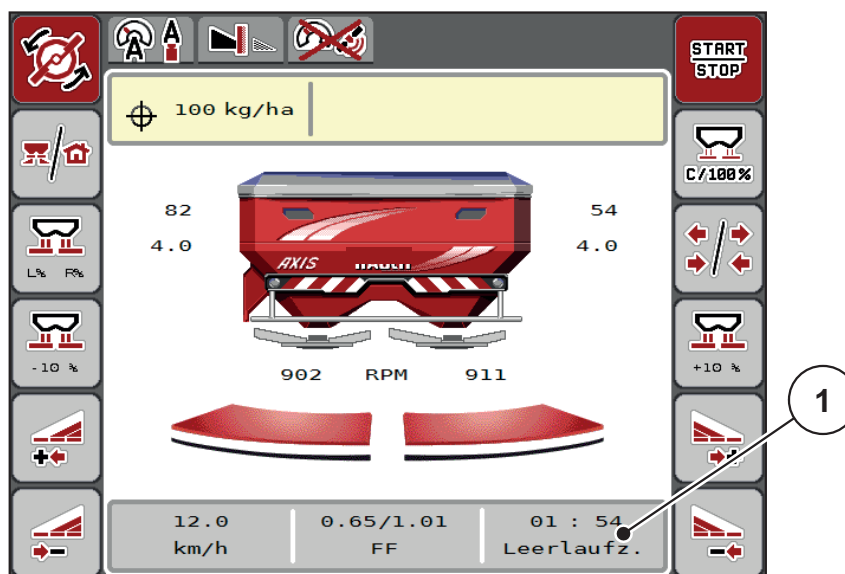 A A
START
STOP
100 kg/ha
C/100%
82 54
4.0 4.0
AXIS RAUCH
L% R%
-10 %
+10 %
902 RPM 911
1
12.0 0.65/1.01 01 : 54
km/h FF Leerlaufz.